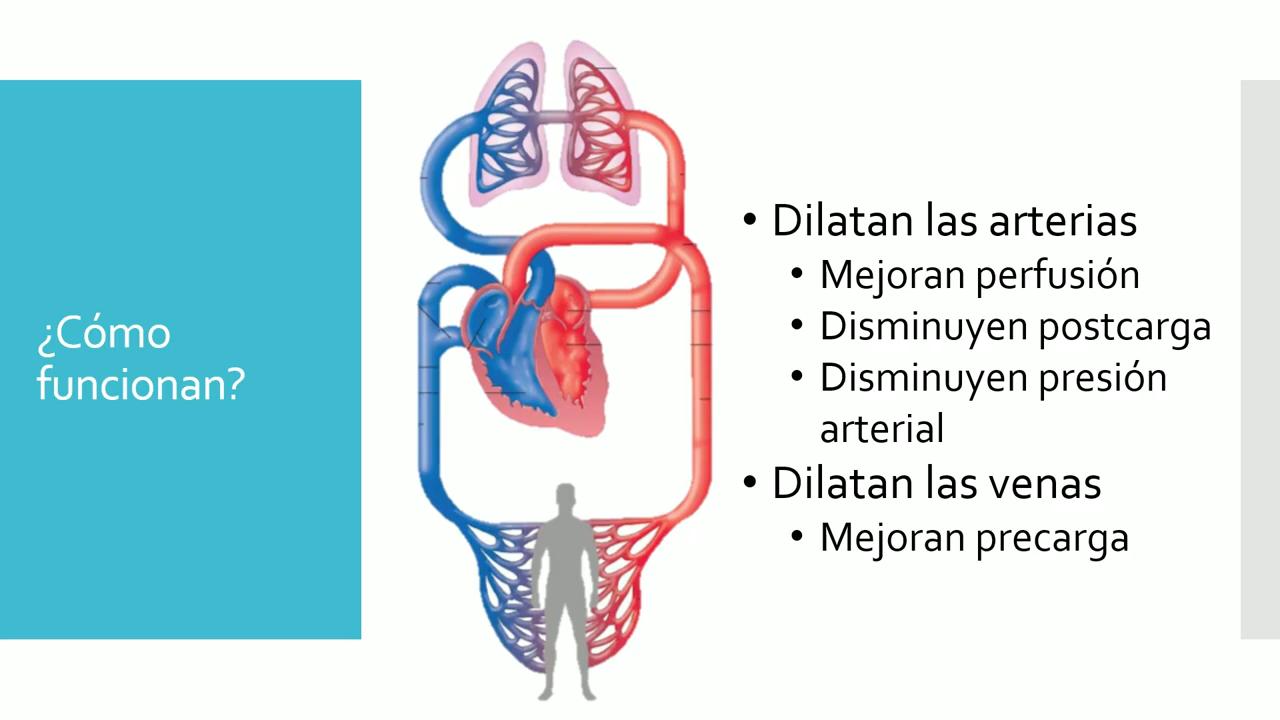 ¿Cómo
funcionan?
• Dilatan las arterias
• Mejoran perfusión
• Disminuyen postcarga
• Disminuyen presión
arterial
• Dilatan las venas
• Mejoran precarga